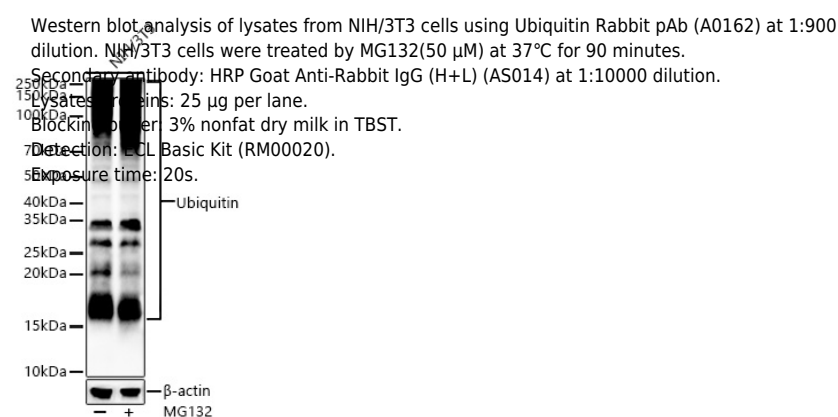 Western blot analysis of lysates from NIH/3T3 cells using Ubiquitin Rabbit pAb (A0162) at 1:900
dilution. NIH/3T3 cells were treated by MG132(50 μM) at 37℃ for 90 minutes.
Secondary antibody: HRP Goat Anti-Rabbit IgG (H+L) (AS014) at 1:10000 dilution.
Lysates proteins: 25 μg per lane.
Blocking buffer: 3% nonfat dry milk in TBST.
Detection: ECL Basic Kit (RM00020).
Exposure time: 20s.
NIH/3T3
250kDa
150kDa
100kDa
70kDa
50kDa
40kDa
Ubiquitin
35kDa
25kDa
20kDa
15kDa
10kDa
β-actin
− + MG132